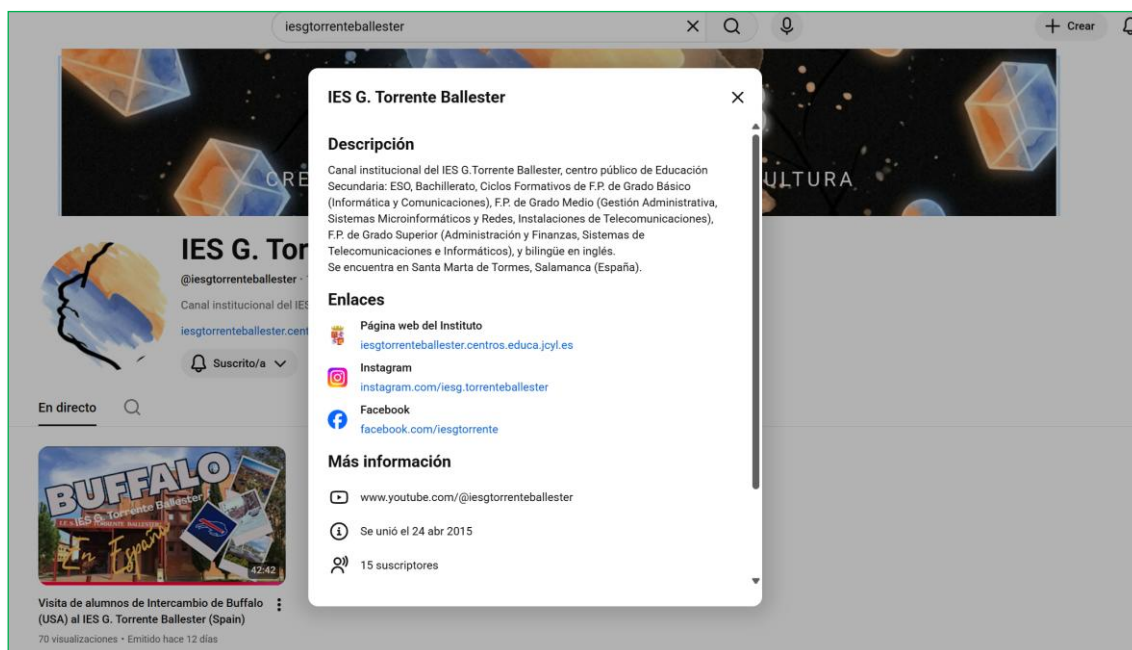 iesgtorrenteballester
Crear
CRE
ULTURA
IES G. Tor
@iesgtorrenteballester
Canal institucional del IES
iesgtorrenteballester.cent
Suscrito/a
En directo
BUFFALO
IES G. Torrente Ballester
En España
42:42
Visita de alumnos de Intercambio de Buffalo
(USA) al IES G. Torrente Ballester (Spain)
70 visualizaciones • Emitido hace 12 días
IES G. Torrente Ballester
Descripción
Canal institucional del IES G.Torrente Ballester, centro público de Educación
Secundaria: ESO, Bachillerato, Ciclos Formativos de F.P. de Grado Básico
(Informática y Comunicaciones), F.P. de Grado Medio (Gestión Administrativa,
Sistemas Microinformáticos y Redes, Instalaciones de Telecomunicaciones),
F.P. de Grado Superior (Administración y Finanzas, Sistemas de
Telecomunicaciones e Informáticos), y bilingüe en inglés.
Se encuentra en Santa Marta de Tormes, Salamanca (España).
Enlaces
Página web del Instituto
iesgtorrenteballester.centros.educa.jcyl.es
Instagram
instagram.com/iesg.torrenteballester
Facebook
facebook.com/iesgtorrente
Más información
www.youtube.com/@iesgtorrenteballester
Se unió el 24 abr 2015
15 suscriptores